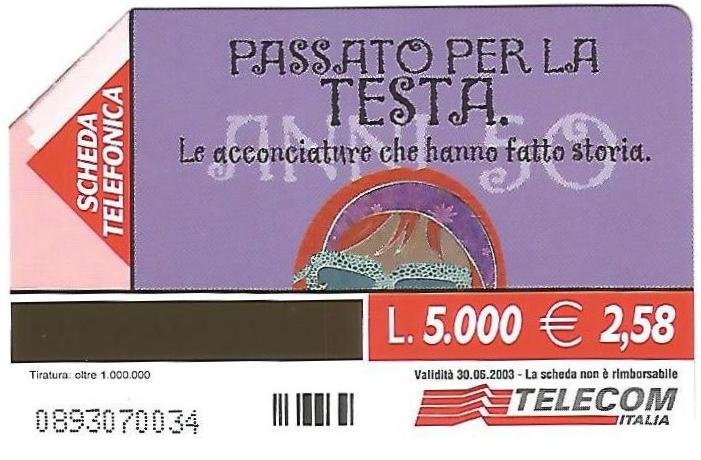 PASSATO PER LA
TESTA.
ANNI 50
Le acconciature che hanno fatto storia.
SCHEDA
TELEFONICA
L. 5.000 € 2,58
Tiratura: oltre 1.000.000
Validità 30.06.2003 - La scheda non è rimborsabile
0893070034
TELECOM
ITALIA